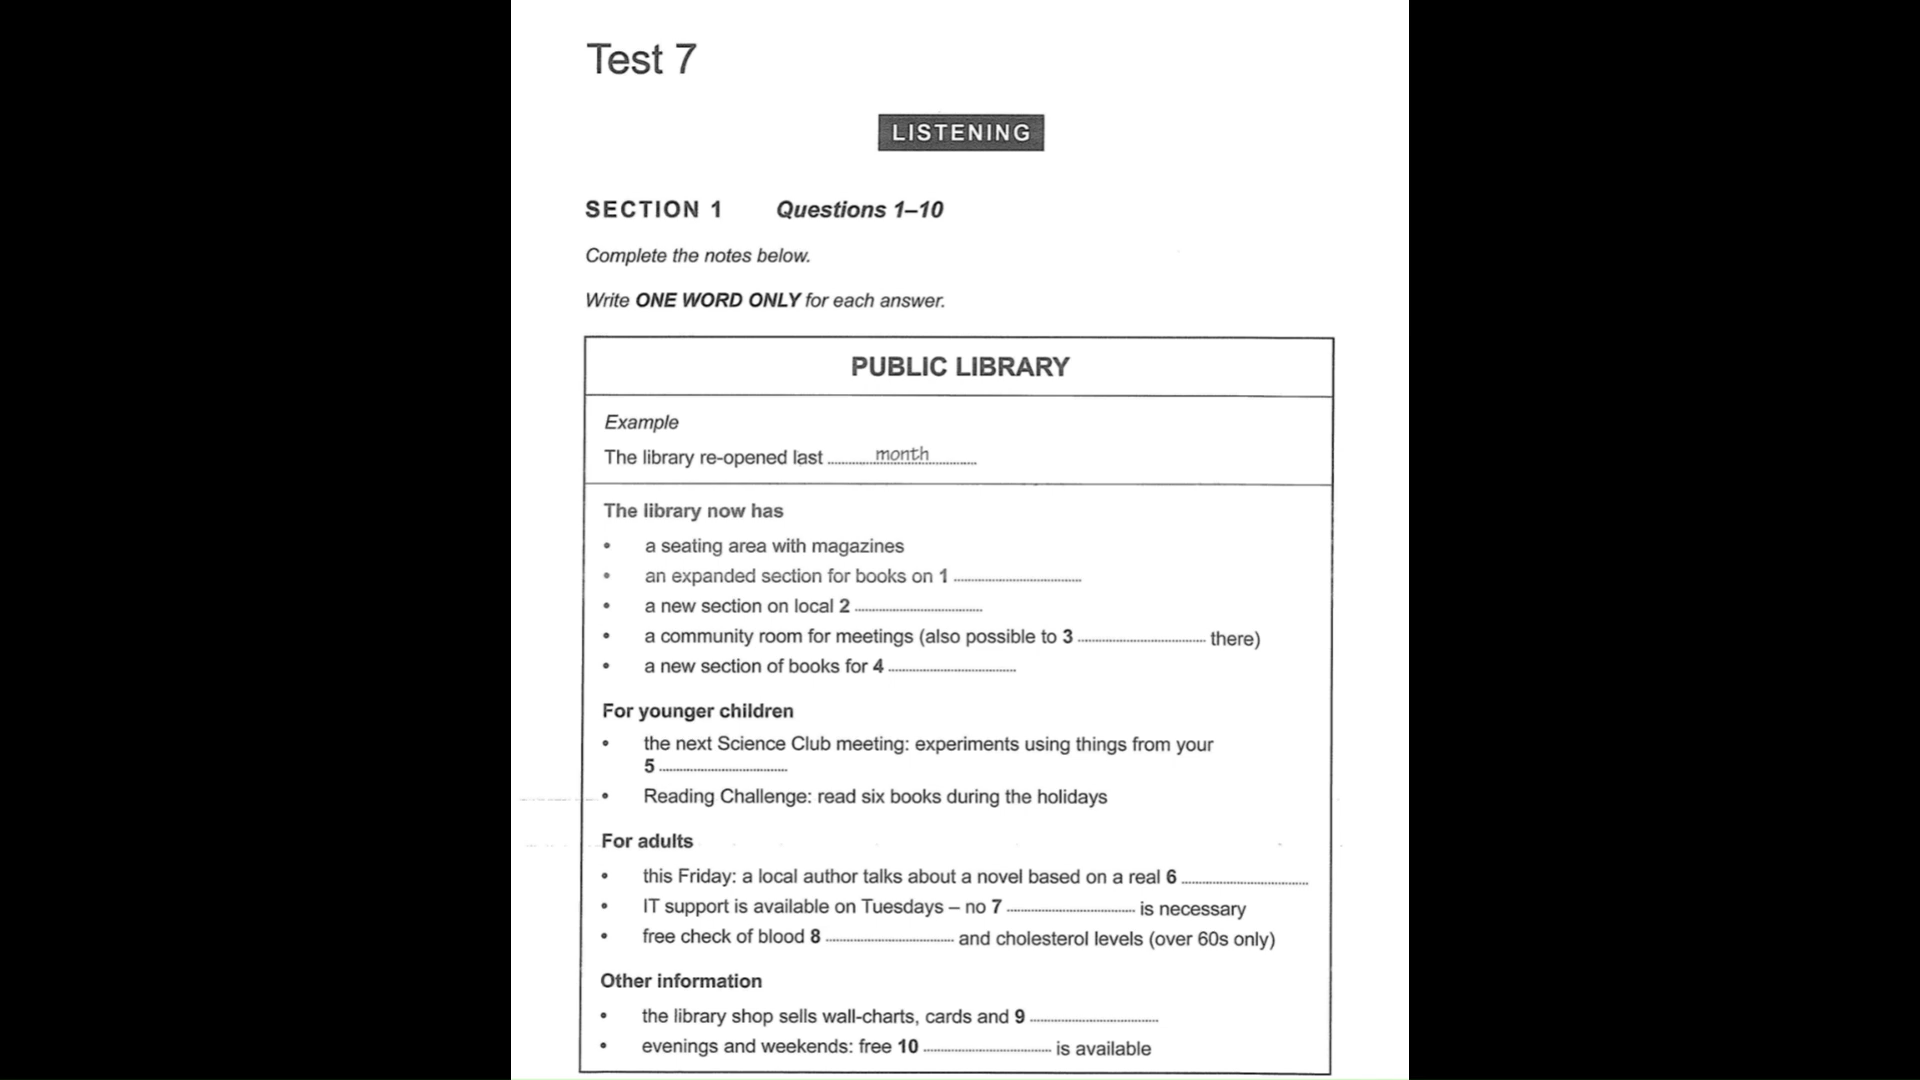 Test 7
LISTENING
SECTION 1 Questions 1–10
Complete the notes below.
Write ONE WORD ONLY for each answer.
PUBLIC LIBRARY
Example
The library re-opened last month
The library now has
• a seating area with magazines
• an expanded section for books on 1
• a new section on local 2
• a community room for meetings (also possible to 3 there)
• a new section of books for 4
For younger children
• the next Science Club meeting: experiments using things from your
5
• Reading Challenge: read six books during the holidays
For adults
• this Friday: a local author talks about a novel based on a real 6
• IT support is available on Tuesdays – no 7 is necessary
• free check of blood 8 and cholesterol levels (over 60s only)
Other information
• the library shop sells wall-charts, cards and 9
• evenings and weekends: free 10 is available